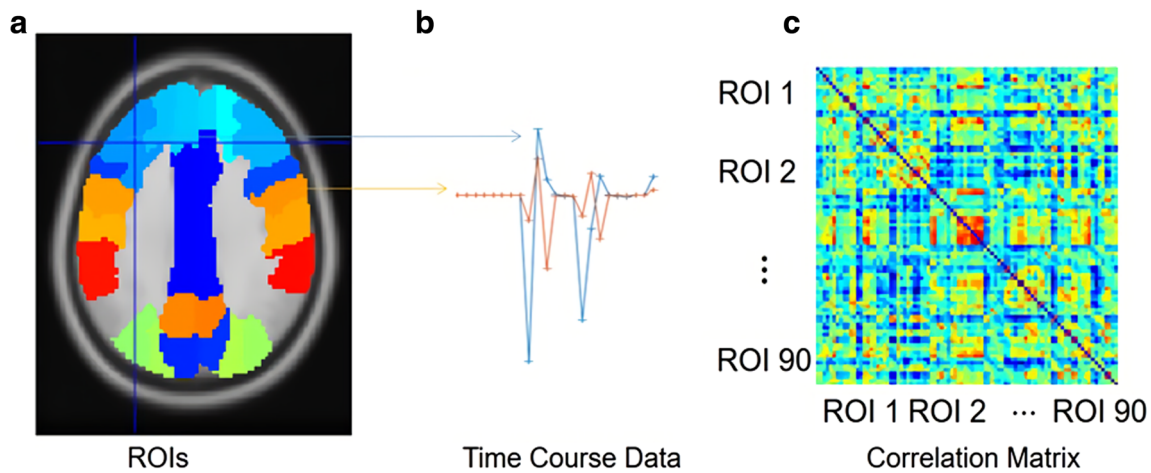 a
b
c
ROI 1
ROI 2
⋮
ROI 90
ROI 1 ROI 2 ... ROI 90
ROIs
Time Course Data
Correlation Matrix